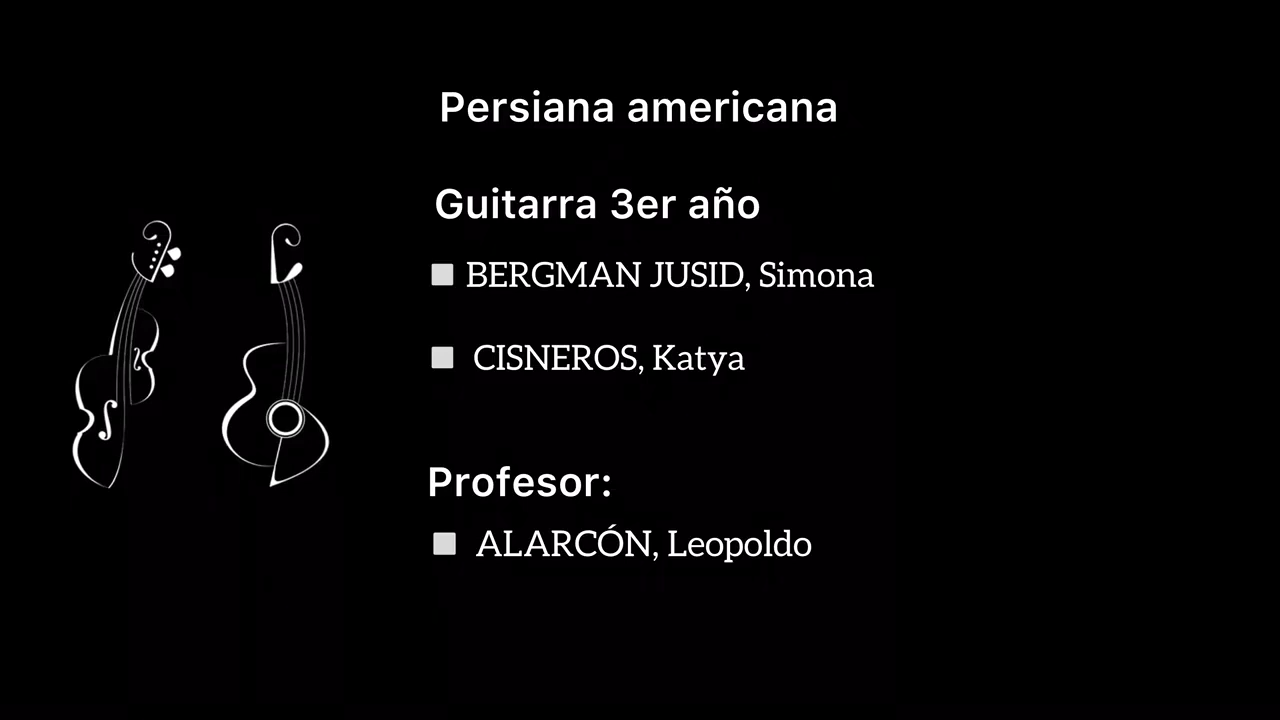 Persiana americana
Guitarra 3er año
BERGMAN JUSID, Simona
CISNEROS, Katya
Profesor:
ALARCÓN, Leopoldo